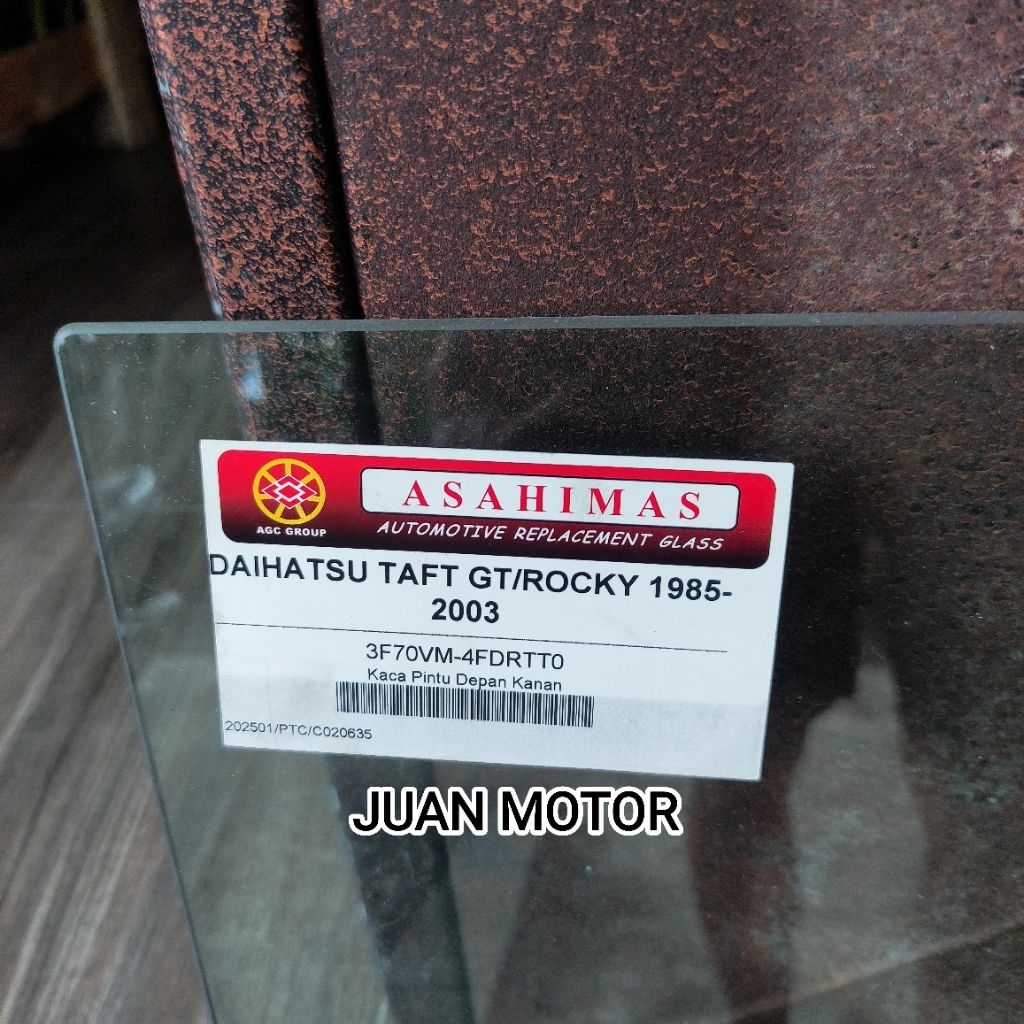 AGC GROUP
ASAHIMAS
AUTOMOTIVE REPLACEMENT GLASS
DAIHATSU TAFT GT/ROCKY 1985-
2003
3F70VM-4FDRTT0
Kaca Pintu Depan Kanan
202501/PTC/C020635
JUAN MOTOR